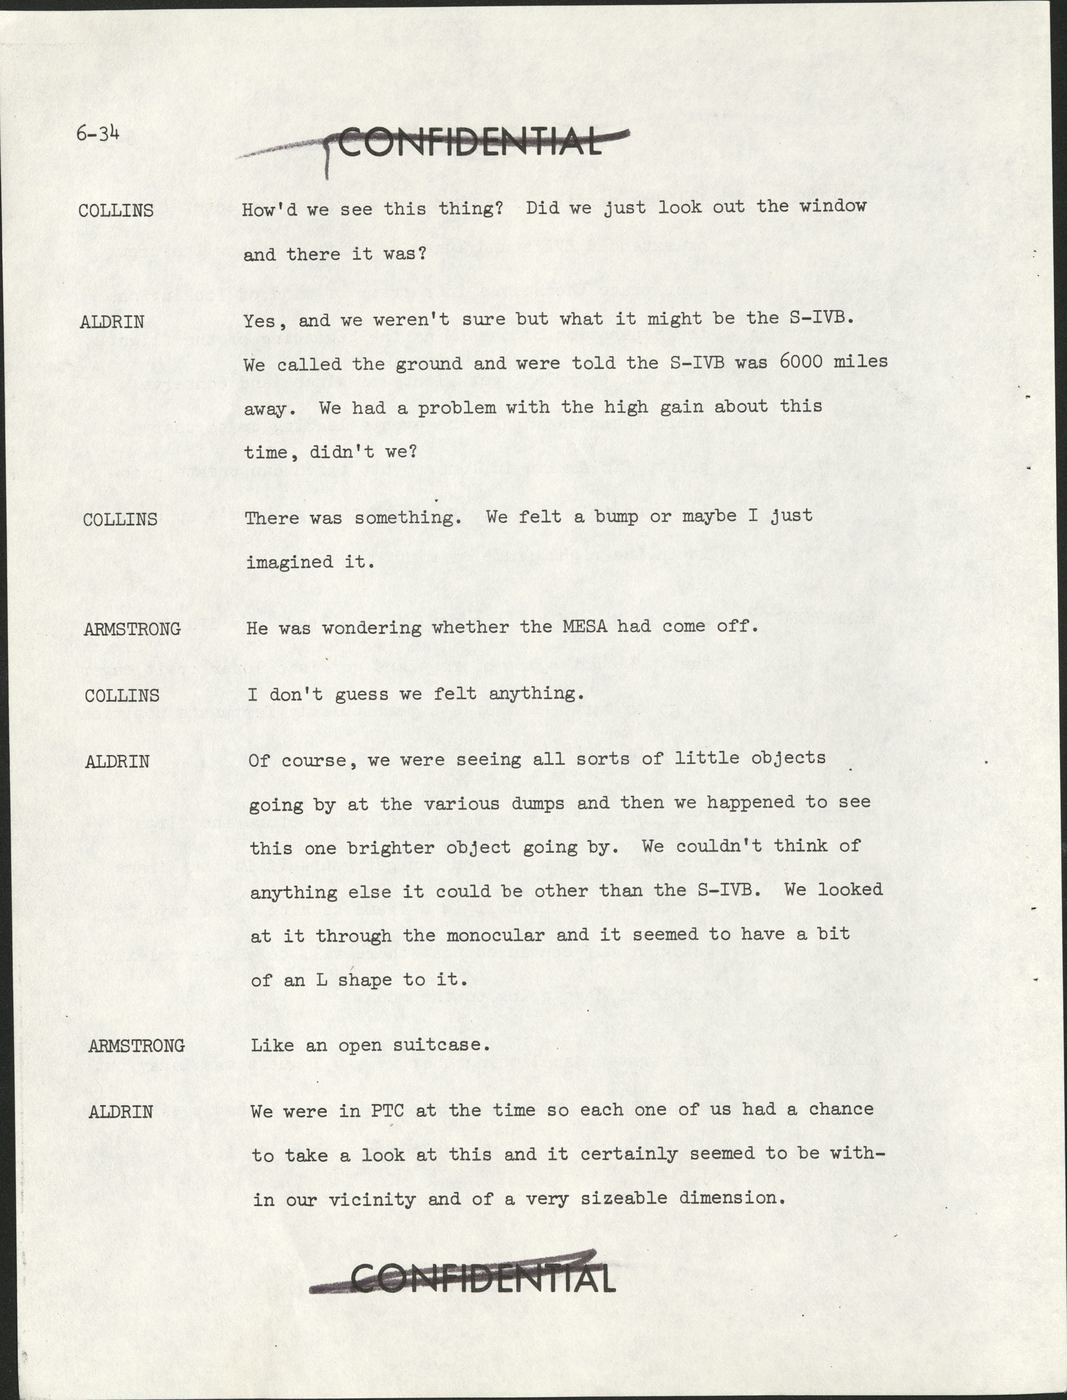 6-34
CONFIDENTIAL
COLLINS How'd we see this thing? Did we just look out the window
and there it was?
ALDRIN Yes, and we weren't sure but what it might be the S-IVB.
We called the ground and were told the S-IVB was 6000 miles
away. We had a problem with the high gain about this
time, didn't we?
COLLINS There was something. We felt a bump or maybe I just
imagined it.
ARMSTRONG He was wondering whether the MESA had come off.
COLLINS I don't guess we felt anything.
ALDRIN Of course, we were seeing all sorts of little objects
going by at the various dumps and then we happened to see
this one brighter object going by. We couldn't think of
anything else it could be other than the S-IVB. We looked
at it through the monocular and it seemed to have a bit
of an L shape to it.
ARMSTRONG Like an open suitcase.
ALDRIN We were in PTC at the time so each one of us had a chance
to take a look at this and it certainly seemed to be with-
in our vicinity and of a very sizeable dimension.
CONFIDENTIAL